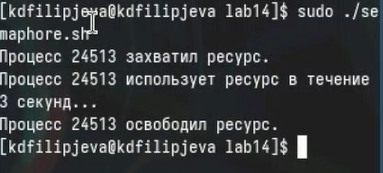 [kdfilipjeva@kdfilipjeva lab14]$ sudo ./se
maphore.sh
Процесс 24513 захватил ресурс.
Процесс 24513 использует ресурс в течение
3 секунд...
Процесс 24513 освободил ресурс.
[kdfilipjeva@kdfilipjeva lab14]$